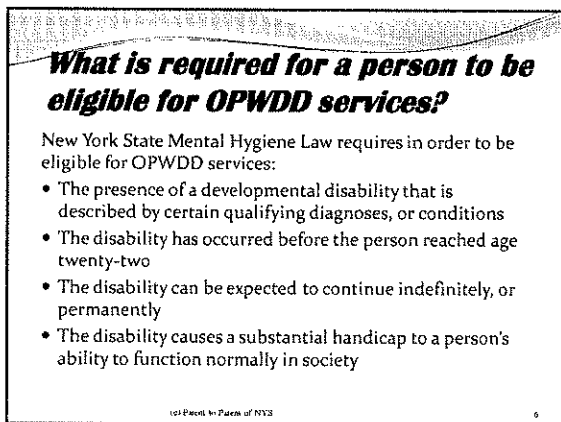 What is required for a person to be
eligible for OPWDD services?
New York State Mental Hygiene Law requires in order to be
eligible for OPWDD services:
• The presence of a developmental disability that is
described by certain qualifying diagnoses, or conditions
• The disability has occurred before the person reached age
twenty-two
• The disability can be expected to continue indefinitely, or
permanently
• The disability causes a substantial handicap to a person's
ability to function normally in society
(c) Parent to Parent of NYS
6